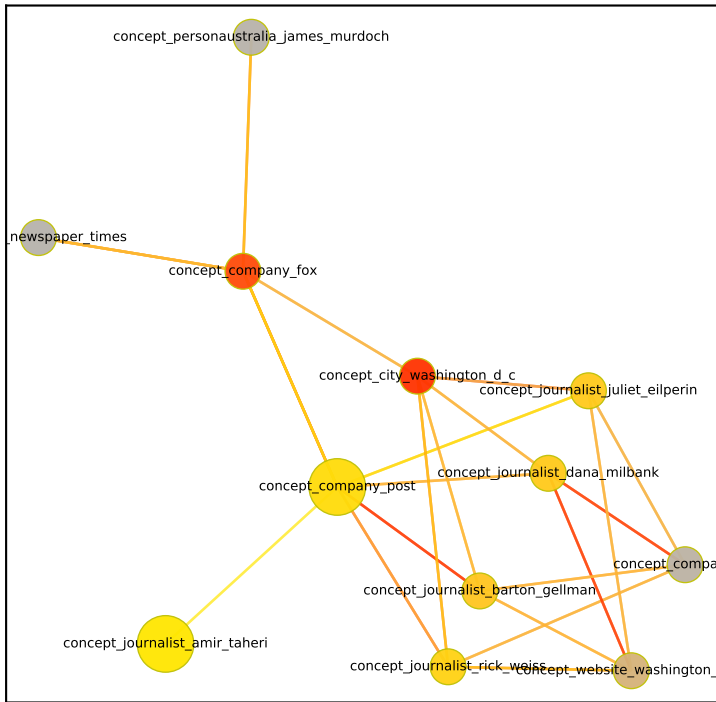 concept_personaustralia_james_murdoch
_newspaper_times
concept_company_fox
concept_city_washington_d_c
concept_journalist_juliet_eilperin
concept_journalist_dana_milbank
concept_company_post
concept_compa
concept_journalist_barton_gellman
concept_journalist_amir_taheri
concept_journalist_rick_weiss
concept_website_washington_